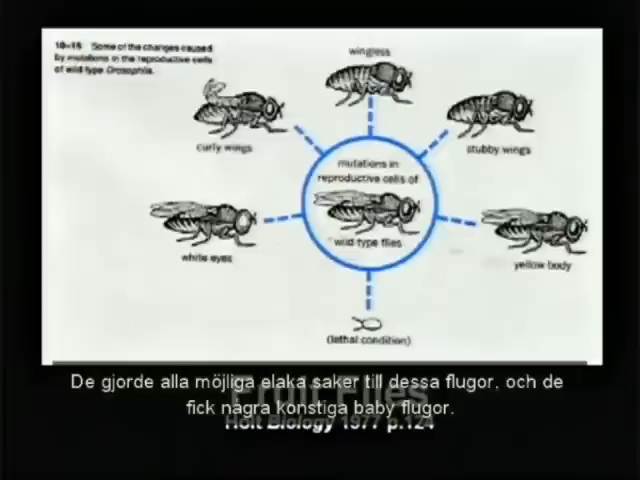 10-16 Some of the changes caused
by mutations in the reproductive cells
of wild type Drosophila.
wingless
curly wings
stubby wings
mutations in
reproductive cells of
wild-type flies
white eyes
yellow body
(lethal condition)
De gjorde alla möjliga elaka saker till dessa flugor, och de
fick några konstiga baby flugor.
Fruit Flies
Holt Biology 1977 p.124